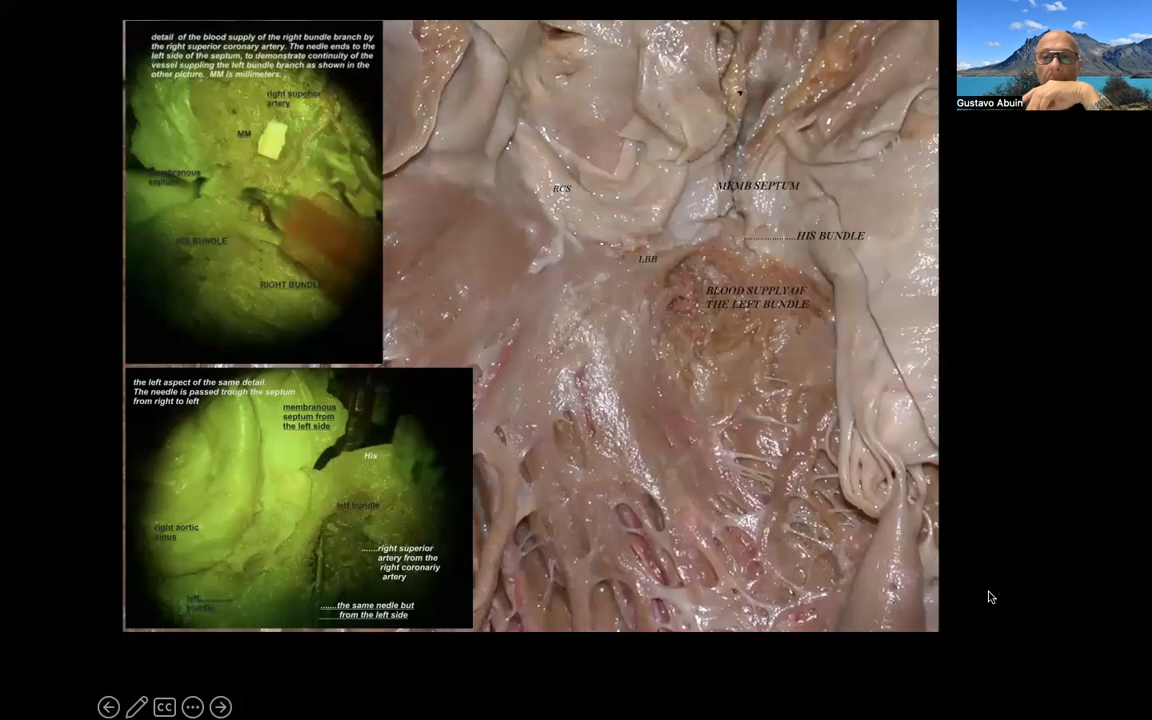 detail of the blood supply of the right bundle branch by
the right superior coronary artery. The nedle ends to the
left side of the septum, to demonstrate continuity of the
vessel suppling the left bundle branch as shown in the
other picture. MM is millimeters.
right superior
artery
MM
membranous
septum
HIS BUNDLE
RIGHT BUNDLE
the left aspect of the same detail.
The needle is passed trough the septum
from right to left
membranous
septum from
the left side
His
left bundle
right aortic
sinus
.......right superior
artery from the
right coronariy
artery
left
bundle
.......the same nedle but
from the left side
RCS
MEMB SEPTUM
......................HIS BUNDLE
LBB
BLOOD SUPPLY OF
THE LEFT BUNDLE
Gustavo Abuin
CC